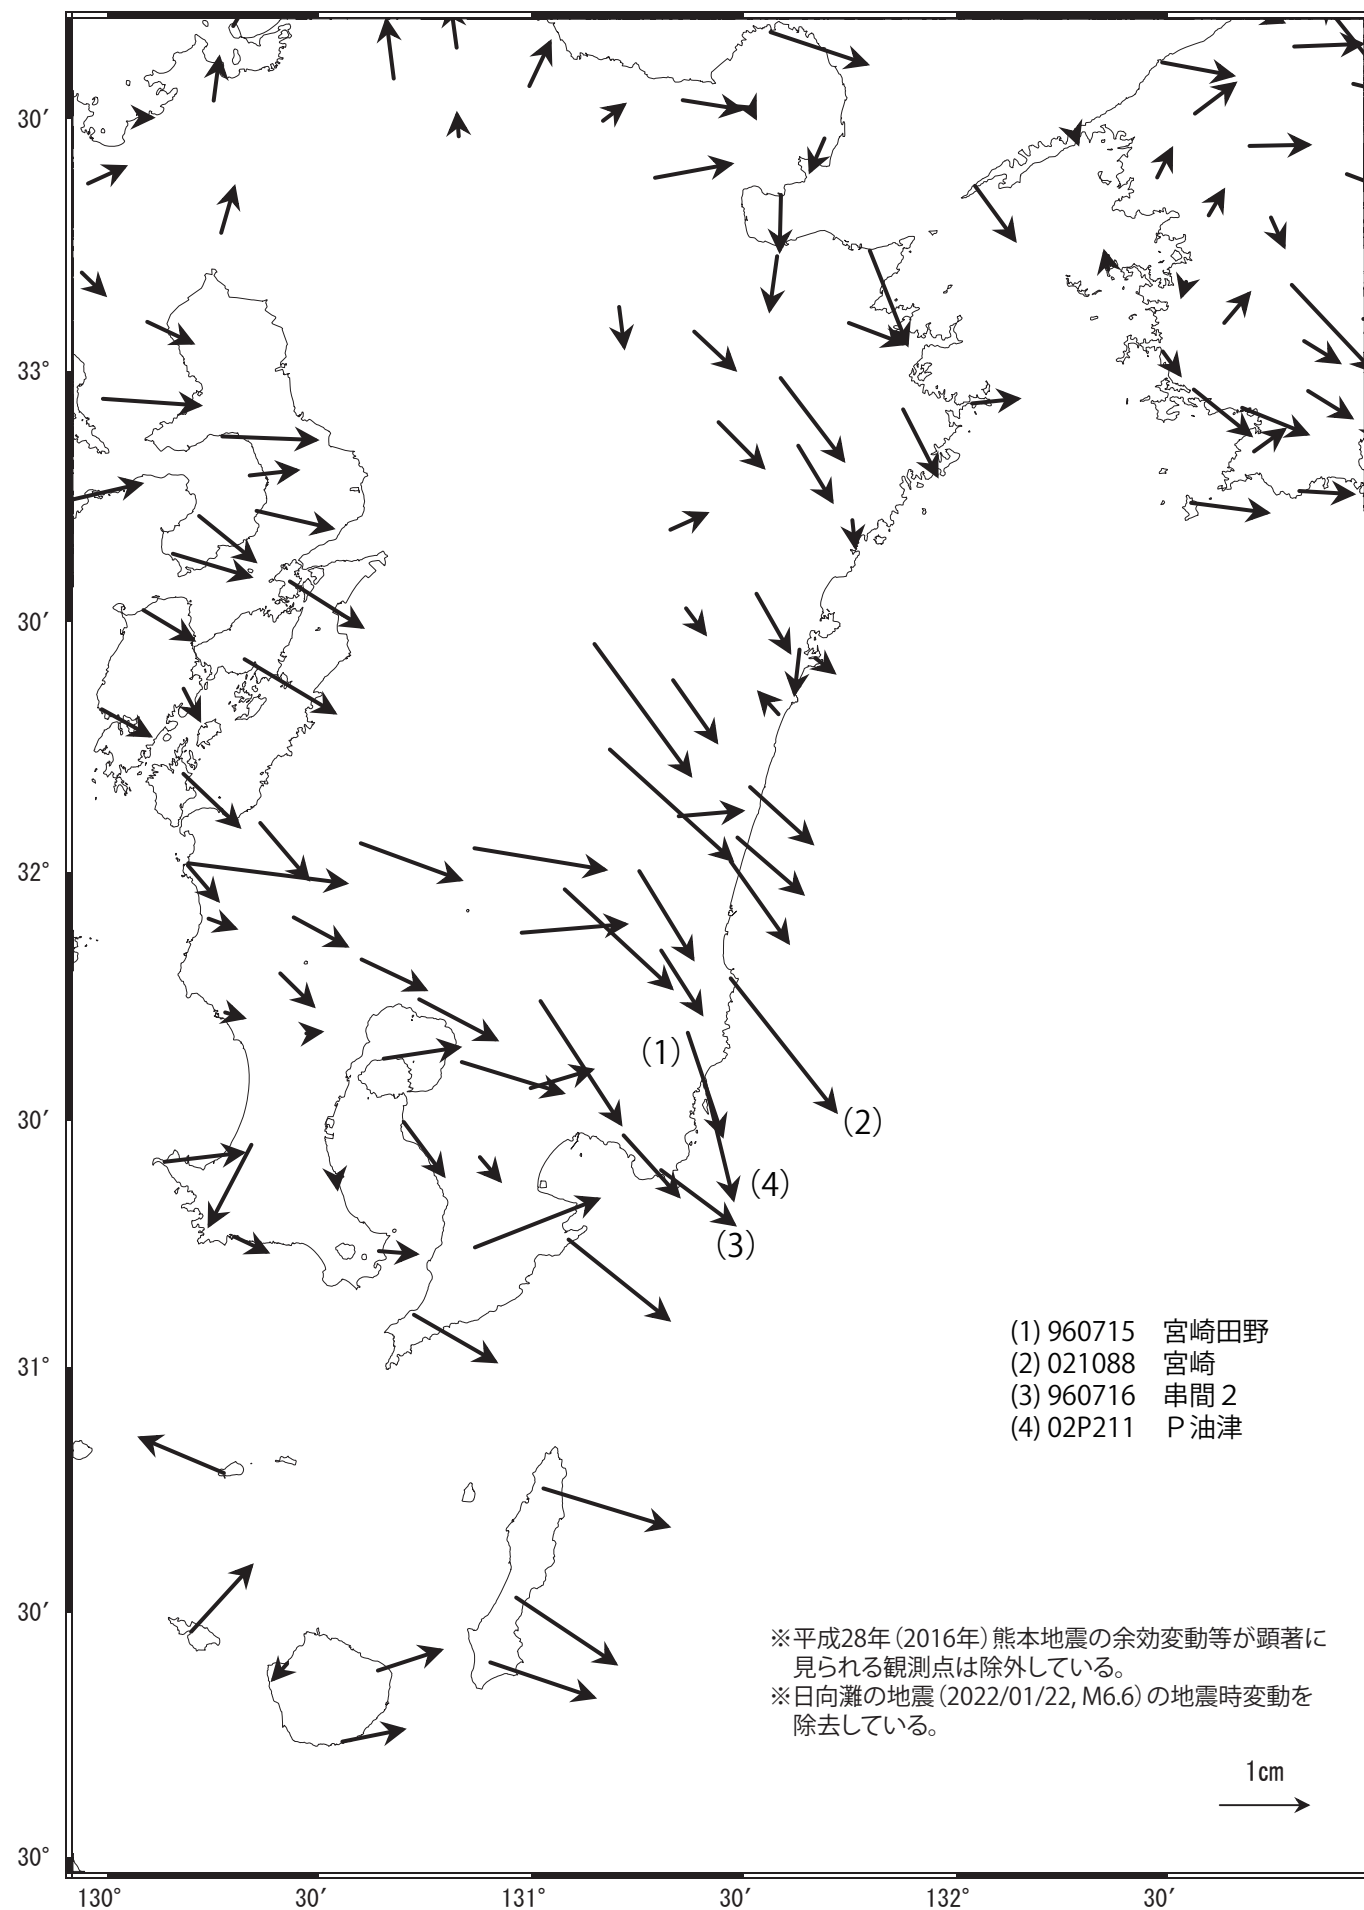 30′
33°
30′
32°
(1)
30′
(2)
(4)
(3)
(1) 960715 宮崎田野
(2) 021088 宮崎
31°
(3) 960716 串間２
(4) 02P211 Ｐ油津
30′
※平成28年（2016年）熊本地震の余効変動等が顕著に
見られる観測点は除外している。
※日向灘の地震（2022/01/22, M6.6）の地震時変動を
除去している。
1cm
30°
130° 30′ 131° 30′ 132° 30′